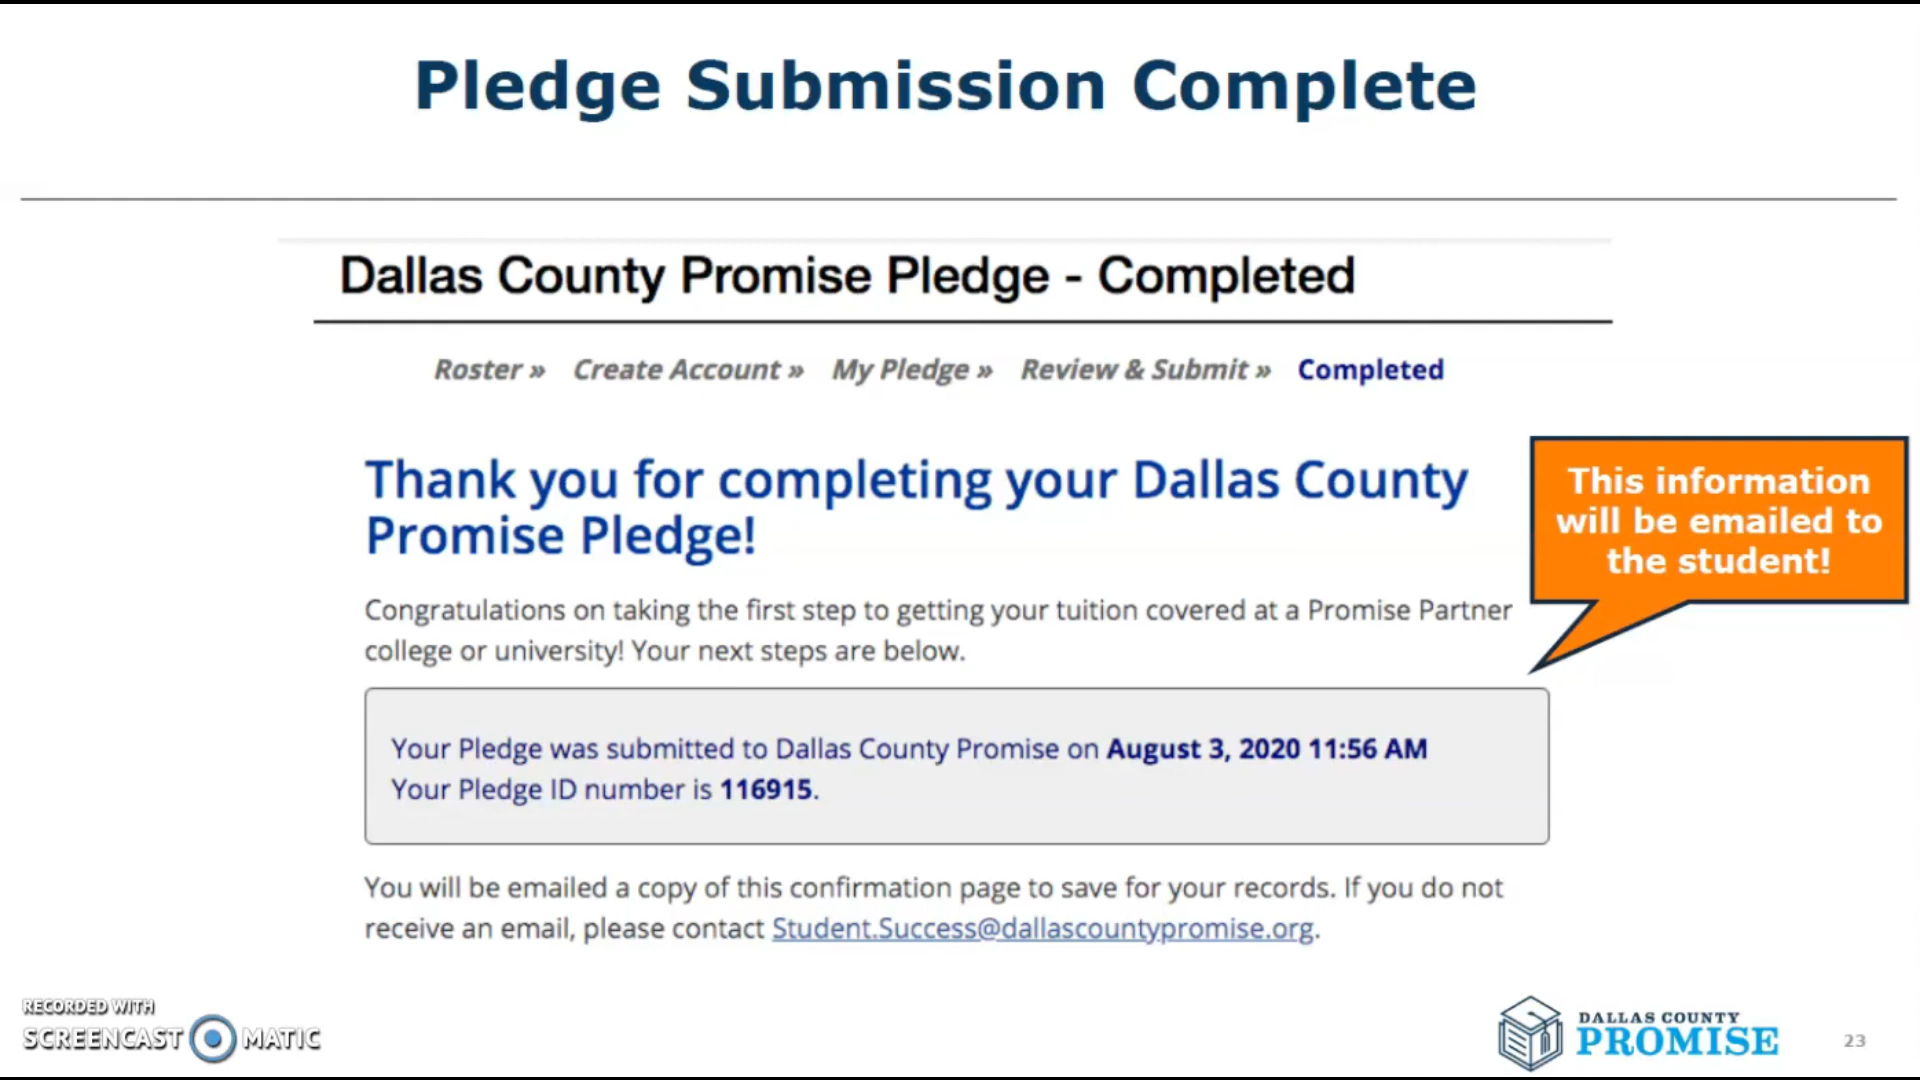 Pledge Submission Complete
Dallas County Promise Pledge - Completed
Roster » Create Account » My Pledge » Review & Submit » Completed
Thank you for completing your Dallas County
Promise Pledge!
This information
will be emailed to
the student!
Congratulations on taking the first step to getting your tuition covered at a Promise Partner
college or university! Your next steps are below.
Your Pledge was submitted to Dallas County Promise on August 3, 2020 11:56 AM
Your Pledge ID number is 116915.
You will be emailed a copy of this confirmation page to save for your records. If you do not
receive an email, please contact Student.Success@dallascountypromise.org.
RECORDED WITH
SCREENCAST MATIC
DALLAS COUNTY
PROMISE
23